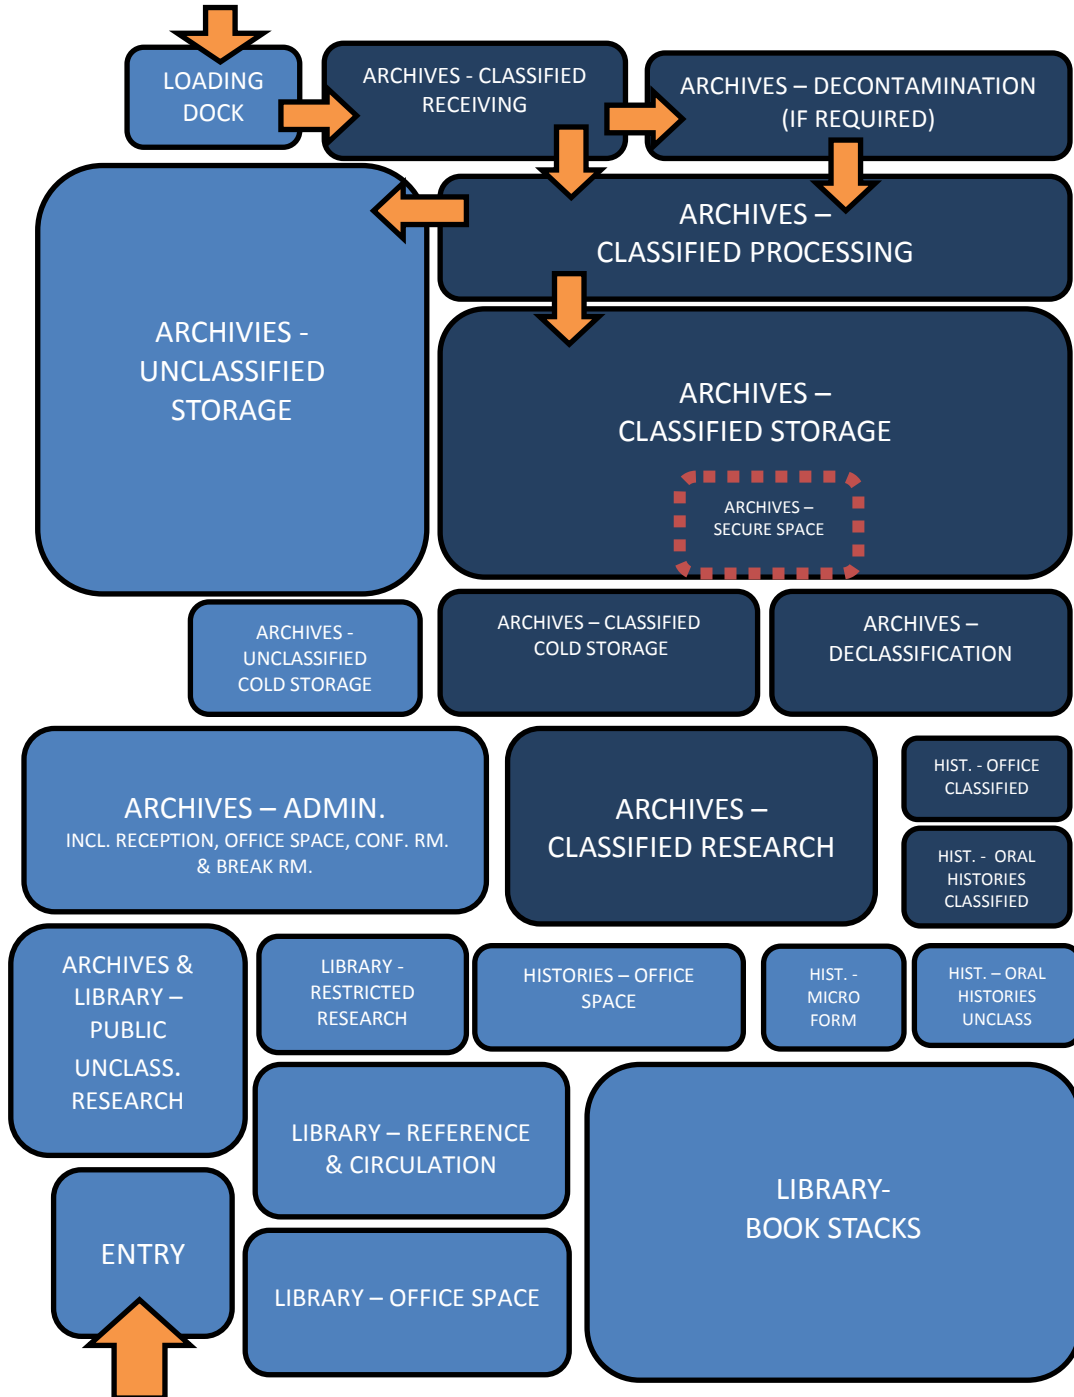 LOADING
DOCK
ARCHIVES - CLASSIFIED
RECEIVING
ARCHIVES – DECONTAMINATION
(IF REQUIRED)
ARCHIVES –
CLASSIFIED PROCESSING
ARCHIVIES -
UNCLASSIFIED
STORAGE
ARCHIVES –
CLASSIFIED STORAGE
ARCHIVES –
SECURE SPACE
ARCHIVES -
UNCLASSIFIED
COLD STORAGE
ARCHIVES – CLASSIFIED
COLD STORAGE
ARCHIVES –
DECLASSIFICATION
ARCHIVES – ADMIN.
INCL. RECEPTION, OFFICE SPACE, CONF. RM.
& BREAK RM.
ARCHIVES –
CLASSIFIED RESEARCH
HIST. - OFFICE
CLASSIFIED
HIST. - ORAL
HISTORIES
CLASSIFIED
ARCHIVES &
LIBRARY –
PUBLIC
UNCLASS.
RESEARCH
LIBRARY -
RESTRICTED
RESEARCH
HISTORIES – OFFICE
SPACE
HIST. -
MICRO
FORM
HIST. – ORAL
HISTORIES
UNCLASS
LIBRARY – REFERENCE
& CIRCULATION
LIBRARY-
BOOK STACKS
ENTRY
LIBRARY – OFFICE SPACE